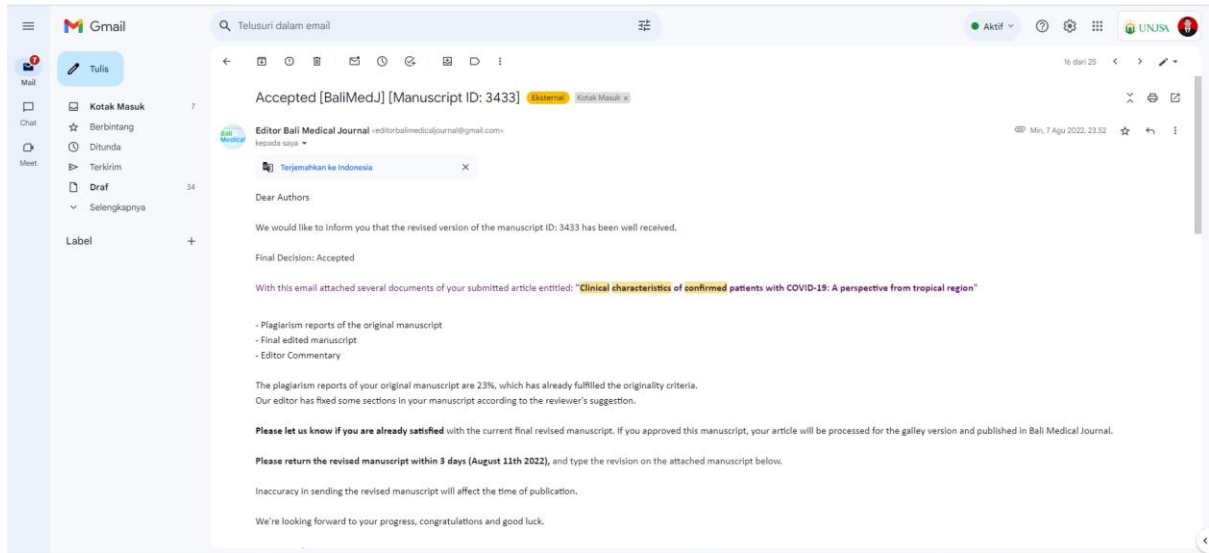 Gmail
Telusuri dalam email
Aktif
UNJSA
7
Mail
Chat
Meet
Tulis
Kotak Masuk 7
Berbintang
Ditunda
Terkirim
Draf 34
Selengkapnya
Label +
16 dari 25
Accepted [BaliMedJ] [Manuscript ID: 3433] Eksternal Kotak Masuk x
Bali Medical
Editor Bali Medical Journal <editorbalimedicaljournal@gmail.com>
Min, 7 Agu 2022, 23.52
kepada saya
Terjemahkan ke Indonesia
Dear Authors
We would like to inform you that the revised version of the manuscript ID: 3433 has been well received.
Final Decision: Accepted
With this email attached several documents of your submitted article entitled: "Clinical characteristics of confirmed patients with COVID-19: A perspective from tropical region"
- Plagiarism reports of the original manuscript
- Final edited manuscript
- Editor Commentary
The plagiarism reports of your original manuscript are 23%, which has already fulfilled the originality criteria.
Our editor has fixed some sections in your manuscript according to the reviewer's suggestion.
Please let us know if you are already satisfied with the current final revised manuscript. If you approved this manuscript, your article will be processed for the galley version and published in Bali Medical Journal.
Please return the revised manuscript within 3 days (August 11th 2022), and type the revision on the attached manuscript below.
Inaccuracy in sending the revised manuscript will affect the time of publication.
We're looking forward to your progress, congratulations and good luck.